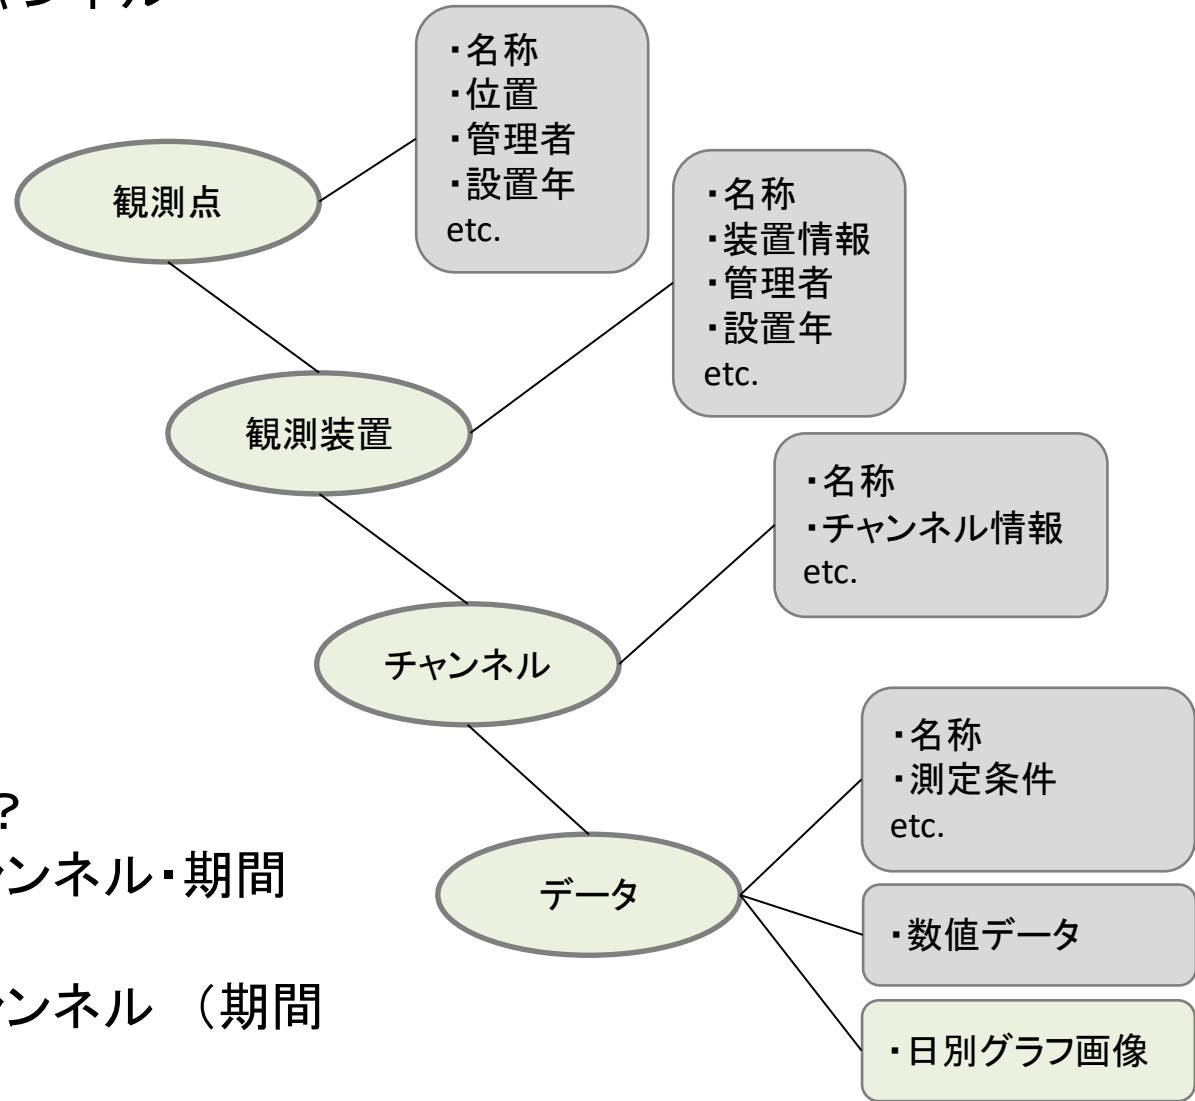 ・名称
・位置
・管理者
・設置年
etc.
観測点
・名称
・装置情報
・管理者
・設置年
etc.
観測装置
・名称
・チャンネル情報
etc.
チャンネル
・名称
・測定条件
etc.
?
ンネル・期間
データ
・数値データ
ンネル （期間
・日別グラフ画像